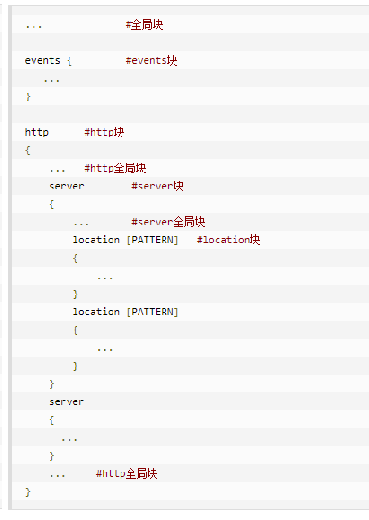 ...              #全局块
events {         #events块
   ...
}
http      #http块
{
    ...   #http全局块
    server        #server块
    {
        ...       #server全局块
        location [PATTERN]   #location块
        {
            ...
        }
        location [PATTERN]
        {
            ...
        }
    }
    server
    {
      ...
    }
    ...     #http全局块
}